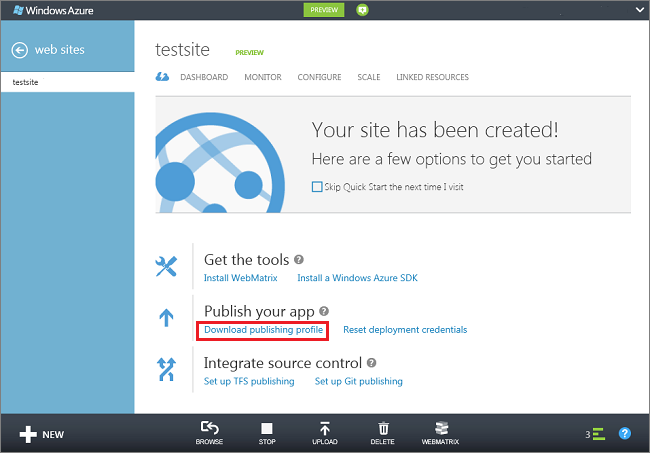 Windows Azure
PREVIEW
web sites
testsite
testsite PREVIEW
DASHBOARD MONITOR CONFIGURE SCALE LINKED RESOURCES
Your site has been created!
Here are a few options to get you started
Skip Quick Start the next time I visit
Get the tools ?
Install WebMatrix Install a Windows Azure SDK
Publish your app ?
Download publishing profile Reset deployment credentials
Integrate source control ?
Set up TFS publishing Set up Git publishing
NEW
BROWSE STOP UPLOAD DELETE WEBMATRIX
3 ?